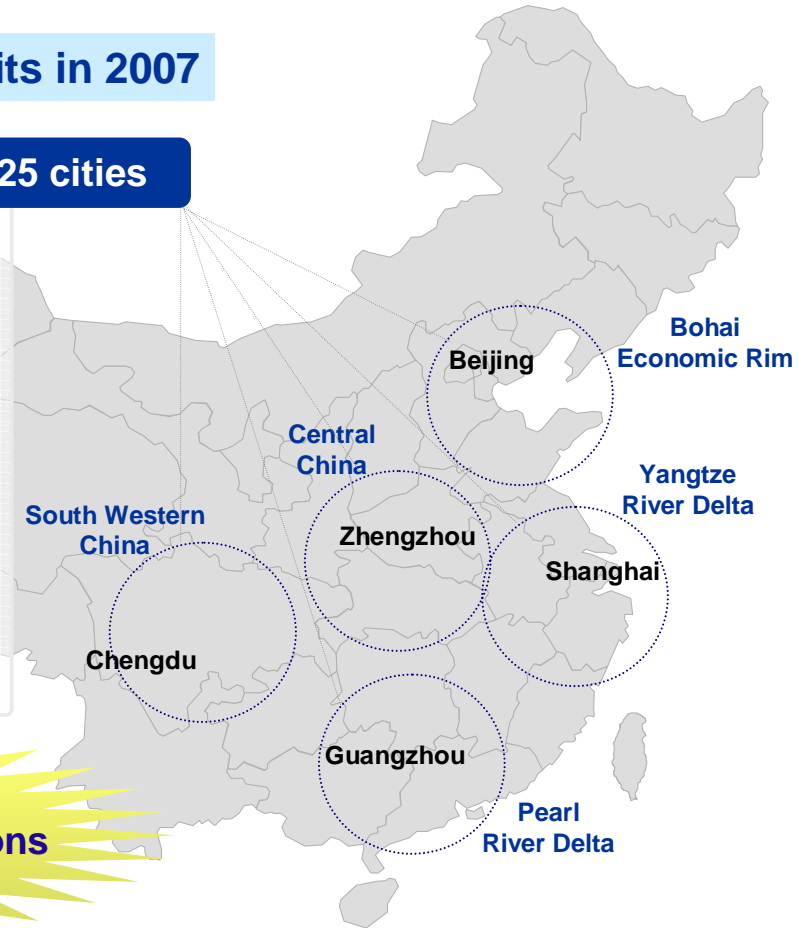 its in 2007
25 cities
Bohai
Economic Rim
Beijing
Central
China
Yangtze
River Delta
South Western
China
Zhengzhou
Shanghai
Chengdu
Guangzhou
Pearl
River Delta
ons